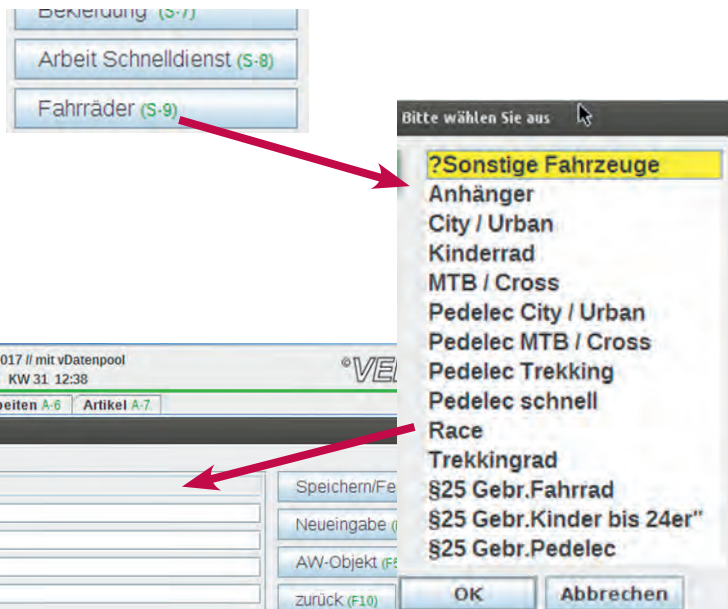 Bekleidung (S-7)
Arbeit Schnelldienst (S-8)
Fahrräder (S-9)
Bitte wählen Sie aus
?Sonstige Fahrzeuge
Anhänger
City / Urban
Kinderrad
MTB / Cross
Pedelec City / Urban
Pedelec MTB / Cross
Pedelec Trekking
Pedelec schnell
Race
Trekkingrad
§25 Gebr.Fahrrad
§25 Gebr.Kinder bis 24er"
§25 Gebr.Pedelec
OK Abbrechen
017 // mit vDatenpool
KW 31 12:38
©VE
beiten A-6 Artikel A-7
Speichern/Fe
Neueingabe
AW-Objekt (F
zurück (F10)